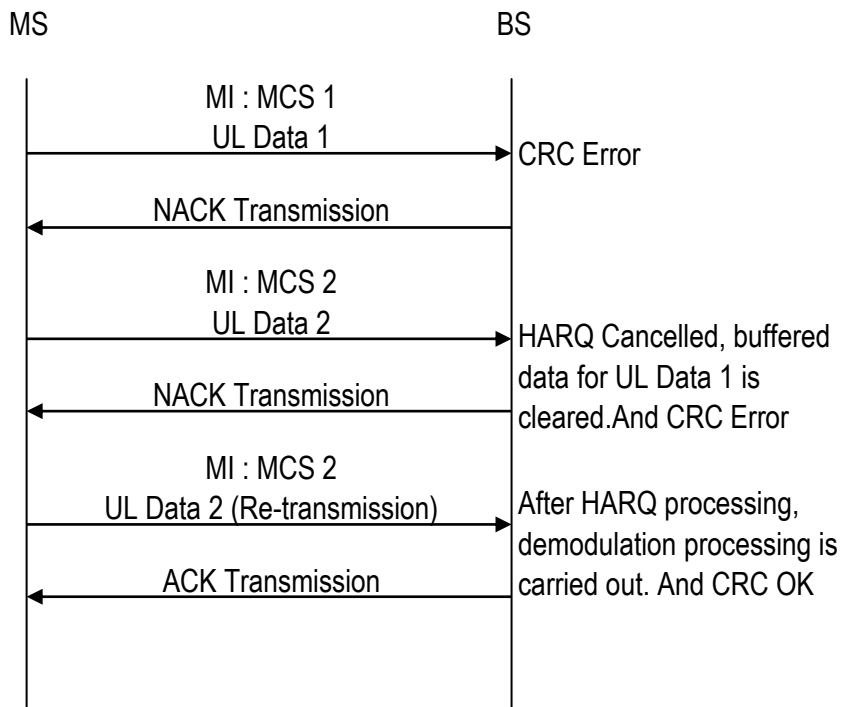 MS
BS
MI : MCS 1
UL Data 1
CRC Error
NACK Transmission
MI : MCS 2
UL Data 2
HARQ Cancelled, buffered
data for UL Data 1 is
cleared.And CRC Error
NACK Transmission
MI : MCS 2
UL Data 2 (Re-transmission)
After HARQ processing,
demodulation processing is
carried out. And CRC OK
ACK Transmission